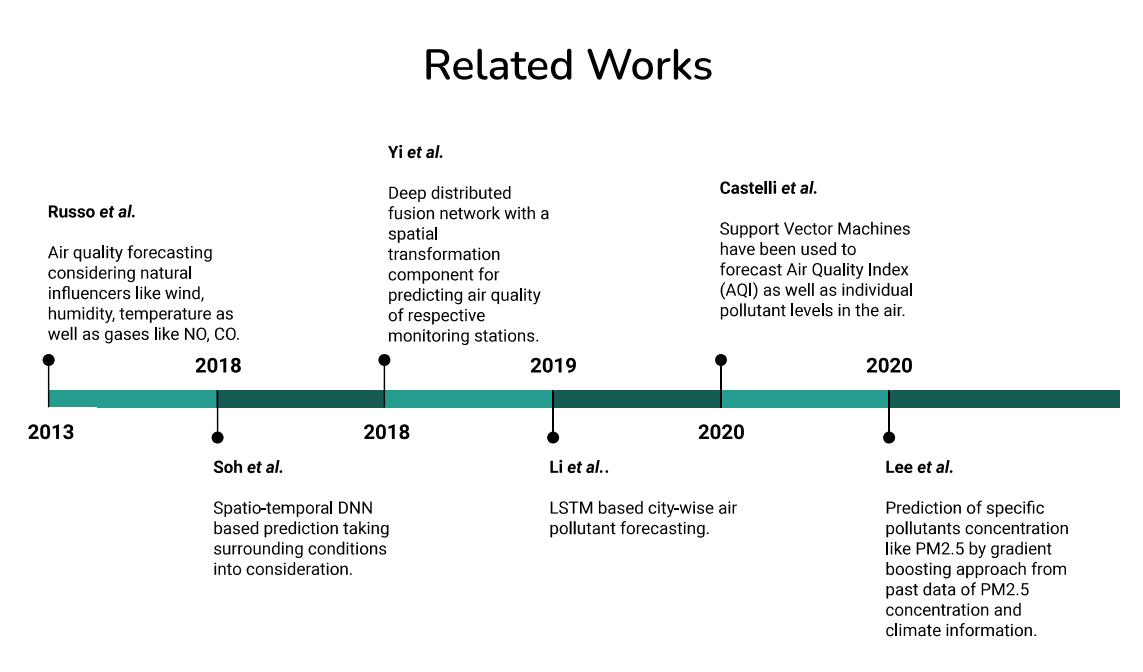 Related Works
Russo et al.
Air quality forecasting
considering natural
influencers like wind,
humidity, temperature as
well as gases like NO, CO.
2013
2018
Soh et al.
Spatio-temporal DNN
based prediction taking
surrounding conditions
into consideration.
Yi et al.
Deep distributed
fusion network with a
spatial
transformation
component for
predicting air quality
of respective
monitoring stations.
2018
2019
Li et al..
LSTM based city-wise air
pollutant forecasting.
Castelli et al.
Support Vector Machines
have been used to
forecast Air Quality Index
(AQI) as well as individual
pollutant levels in the air.
2020
2020
Lee et al.
Prediction of specific
pollutants concentration
like PM2.5 by gradient
boosting approach from
past data of PM2.5
concentration and
climate information.